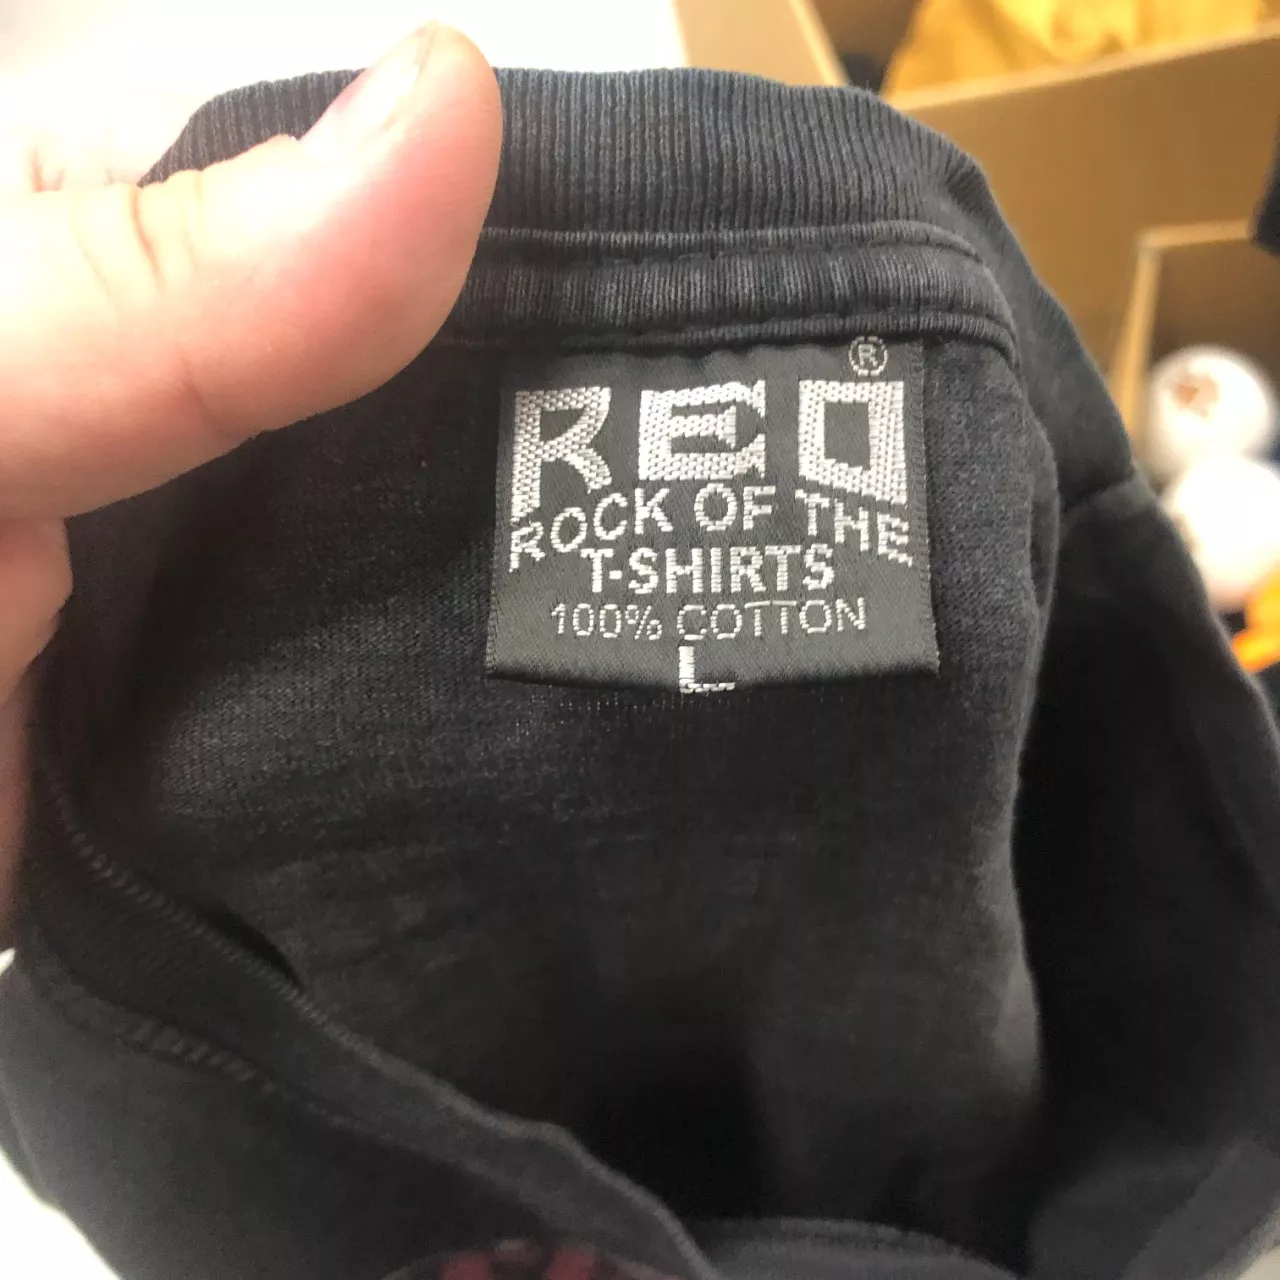 ®
REO
ROCK OF THE
T-SHIRTS
100% COTTON
L